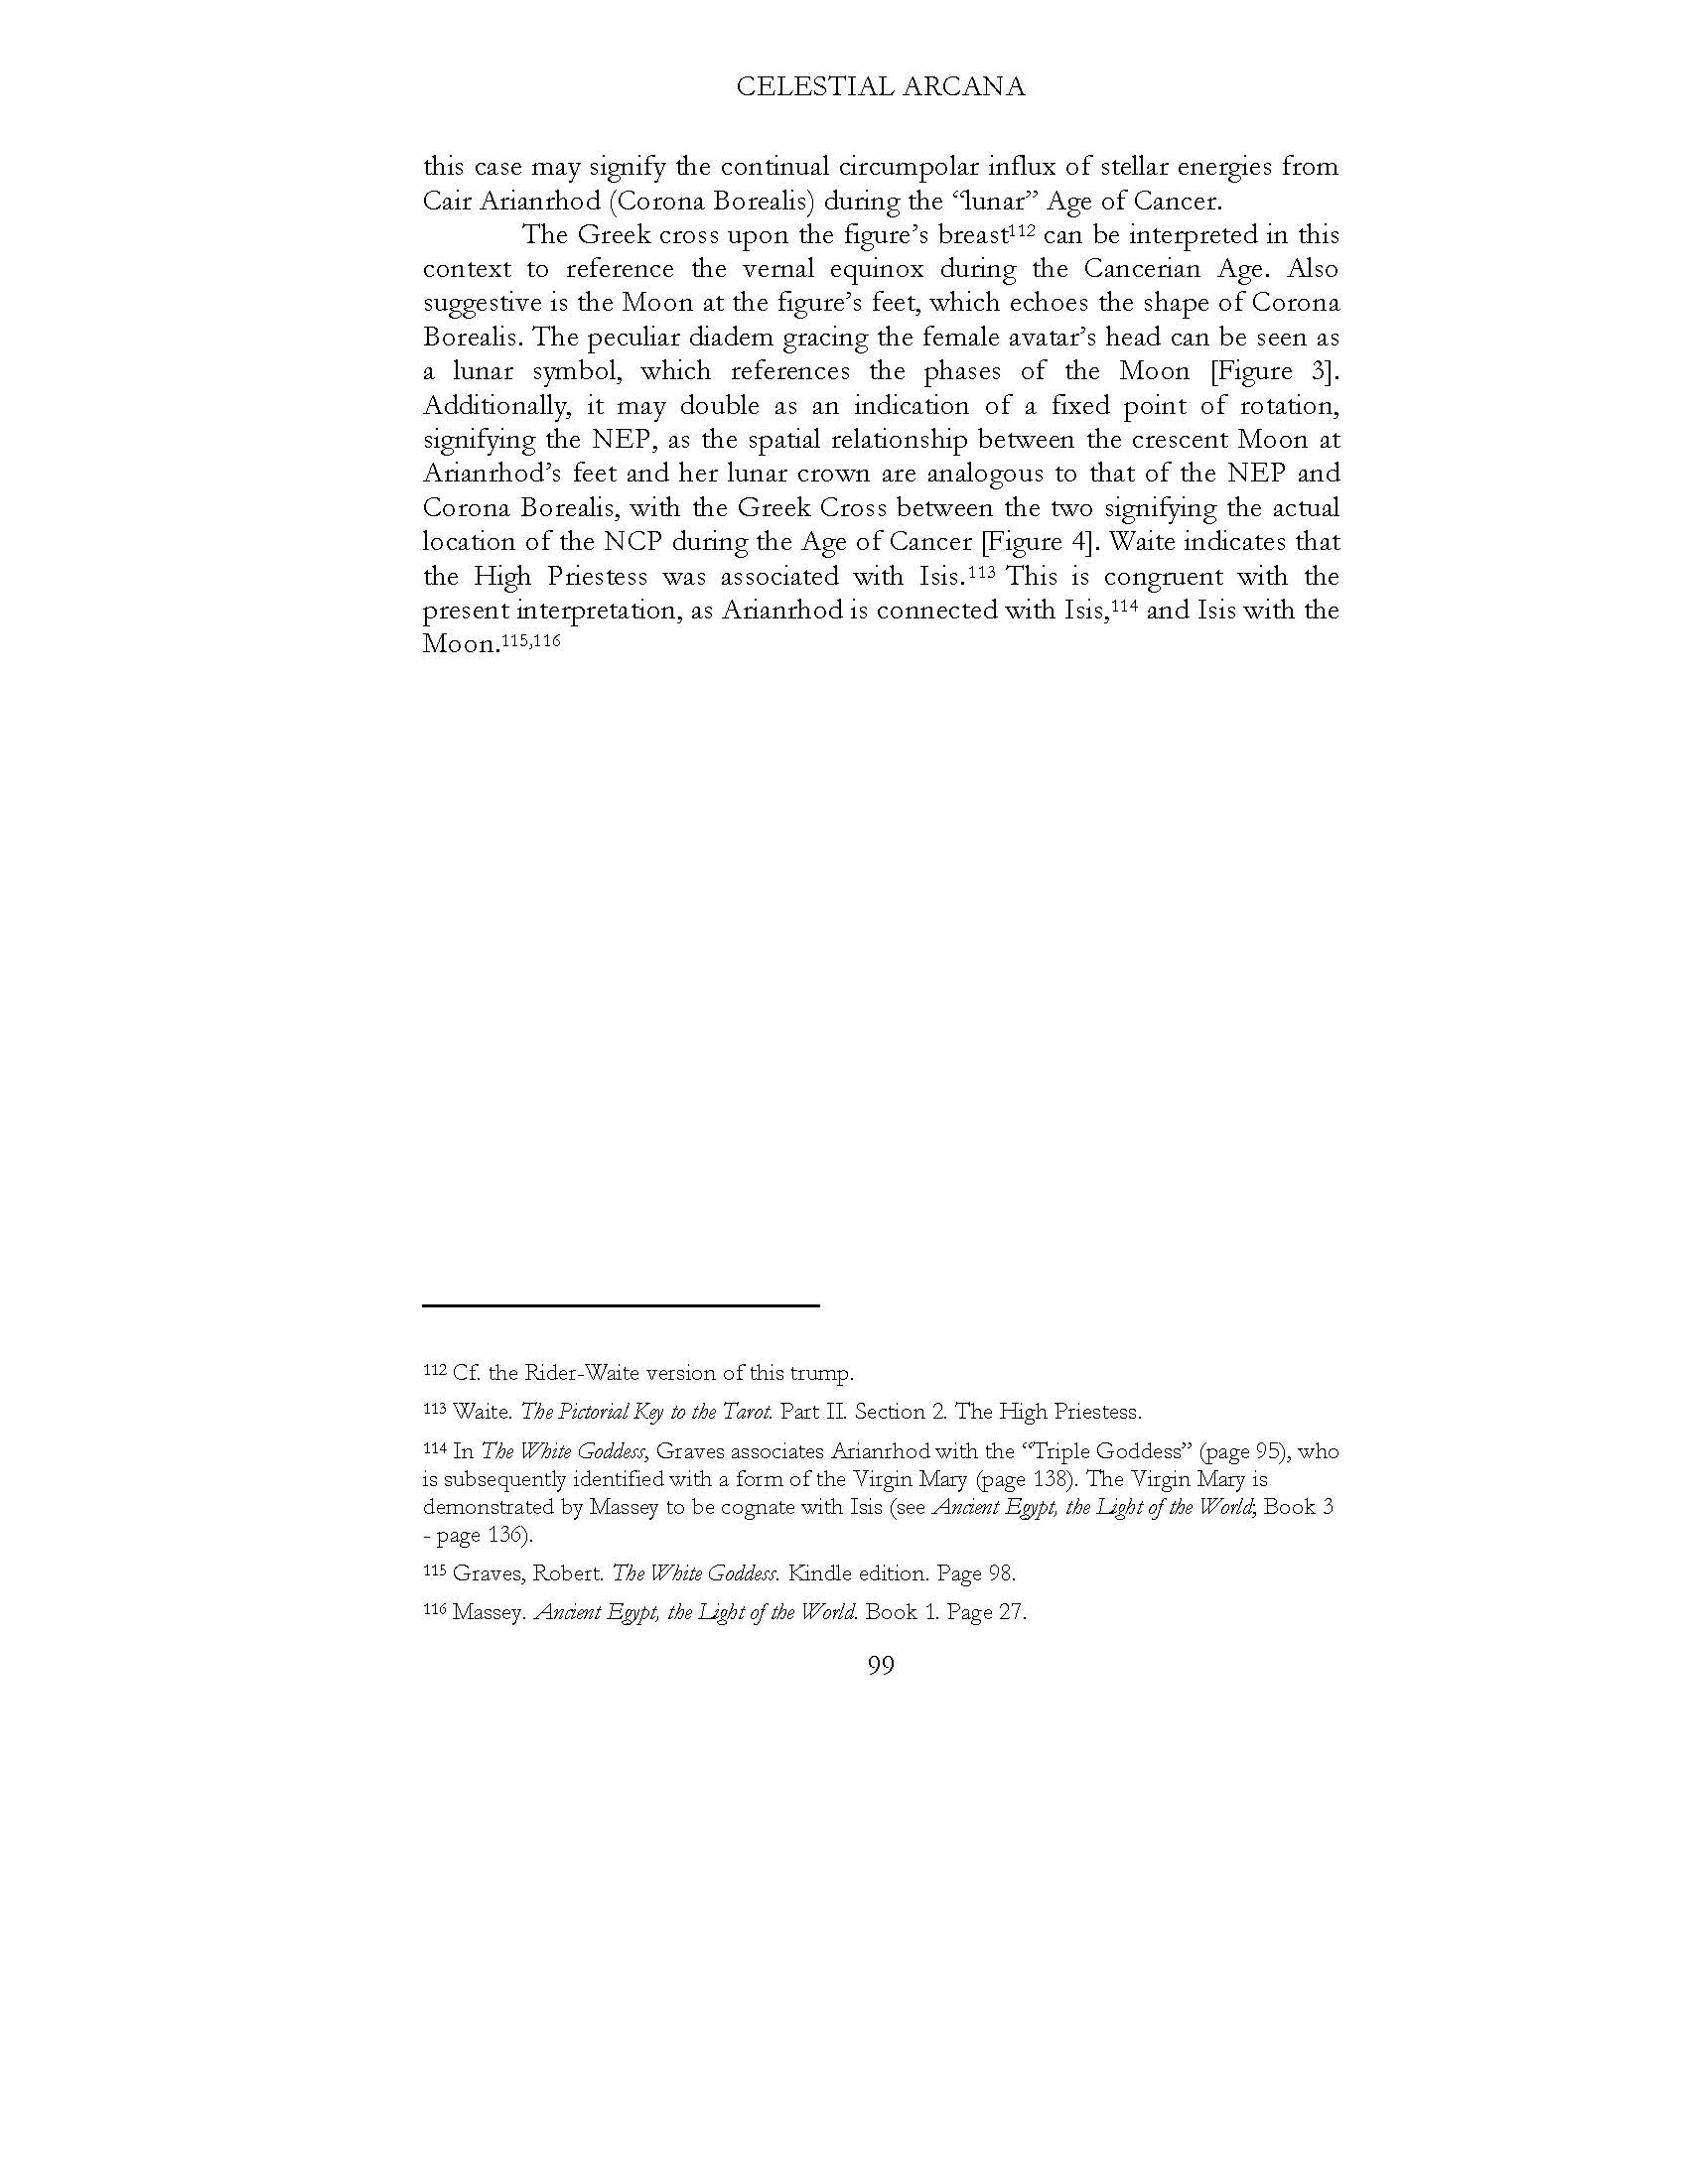 CELESTIAL ARCANA
this case may signify the continual circumpolar influx of stellar energies from
Cair Arianrhod (Corona Borealis) during the “lunar” Age of Cancer.
The Greek cross upon the figure’s breast¹¹² can be interpreted in this
context to reference the vernal equinox during the Cancerian Age. Also
suggestive is the Moon at the figure’s feet, which echoes the shape of Corona
Borealis. The peculiar diadem gracing the female avatar’s head can be seen as
a lunar symbol, which references the phases of the Moon [Figure 3].
Additionally, it may double as an indication of a fixed point of rotation,
signifying the NEP, as the spatial relationship between the crescent Moon at
Arianrhod’s feet and her lunar crown are analogous to that of the NEP and
Corona Borealis, with the Greek Cross between the two signifying the actual
location of the NCP during the Age of Cancer [Figure 4]. Waite indicates that
the High Priestess was associated with Isis.¹¹³ This is congruent with the
present interpretation, as Arianrhod is connected with Isis,¹¹⁴ and Isis with the
Moon.¹¹⁵,¹¹⁶
¹¹² Cf. the Rider-Waite version of this trump.
¹¹³ Waite. The Pictorial Key to the Tarot. Part II. Section 2. The High Priestess.
¹¹⁴ In The White Goddess, Graves associates Arianrhod with the “Triple Goddess” (page 95), who
is subsequently identified with a form of the Virgin Mary (page 138). The Virgin Mary is
demonstrated by Massey to be cognate with Isis (see Ancient Egypt, the Light of the World; Book 3
- page 136).
¹¹⁵ Graves, Robert. The White Goddess. Kindle edition. Page 98.
¹¹⁶ Massey. Ancient Egypt, the Light of the World. Book 1. Page 27.
99